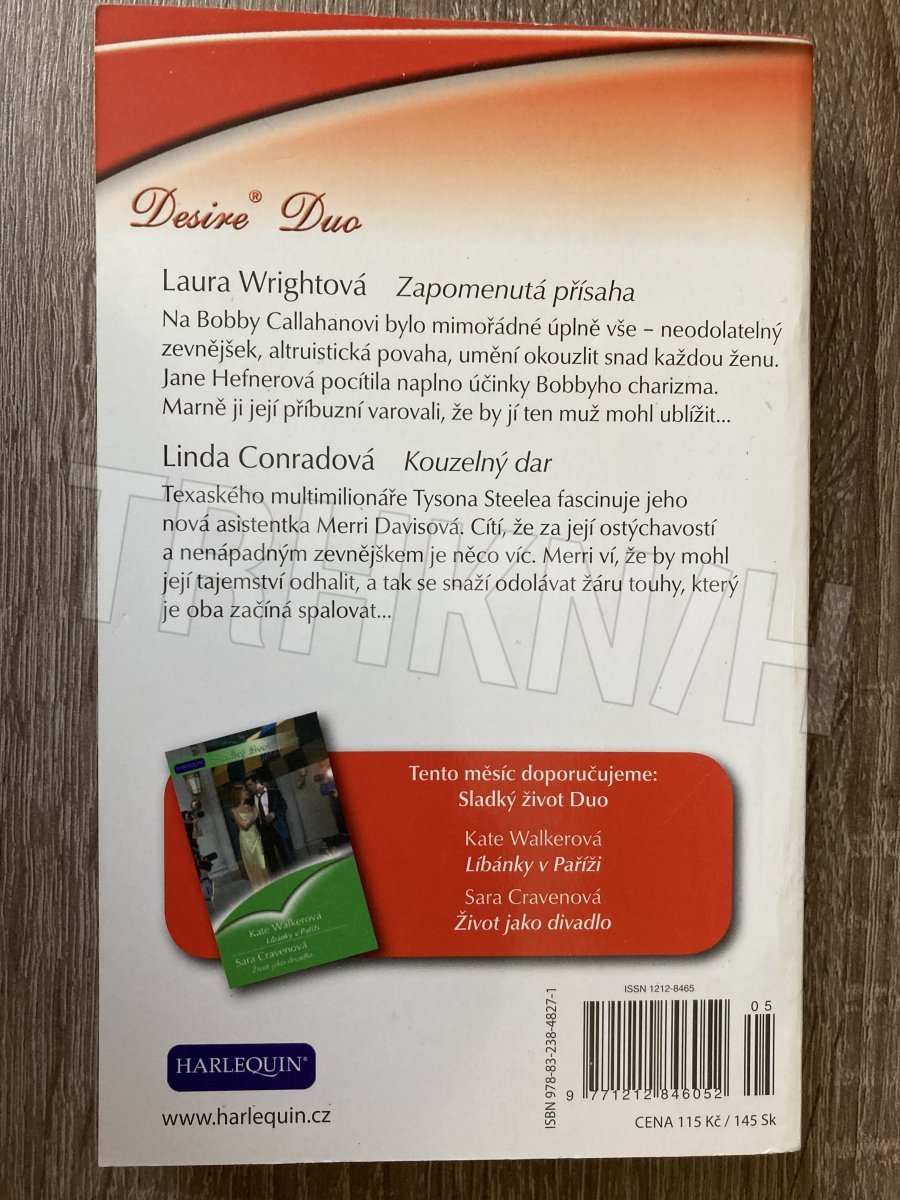 Desire® Duo
Laura Wrightová Zapomenutá přísaha
Na Bobby Callahanovi bylo mimořádné úplně vše – neodolatelný
zevnějšek, altruistická povaha, umění okouzlit snad každou ženu.
Jane Hefnerová pocítila naplno účinky Bobbyho charizma.
Marně ji její příbuzní varovali, že by jí ten muž mohl ublížit...
Linda Conradová Kouzelný dar
Texaského multimilionáře Tysona Steelea fascinuje jeho
nová asistentka Merri Davisová. Cítí, že za její ostýchavostí
a nenápadným zevnějškem je něco víc. Merri ví, že by mohl
její tajemství odhalit, a tak se snaží odolávat žáru touhy, který
je oba začíná spalovat...
TRHKNIH
HARLEQUIN
Sladký život
Kate Walkerová
Líbánky v Paříži
Sara Cravenová
Život jako divadlo
Tento měsíc doporučujeme:
Sladký život Duo
Kate Walkerová
Líbánky v Paříži
Sara Cravenová
Život jako divadlo
HARLEQUIN®
www.harlequin.cz
ISBN 978-83-238-4827-1
ISSN 1212-8465
05
9 771212 846052
CENA 115 Kč / 145 Sk